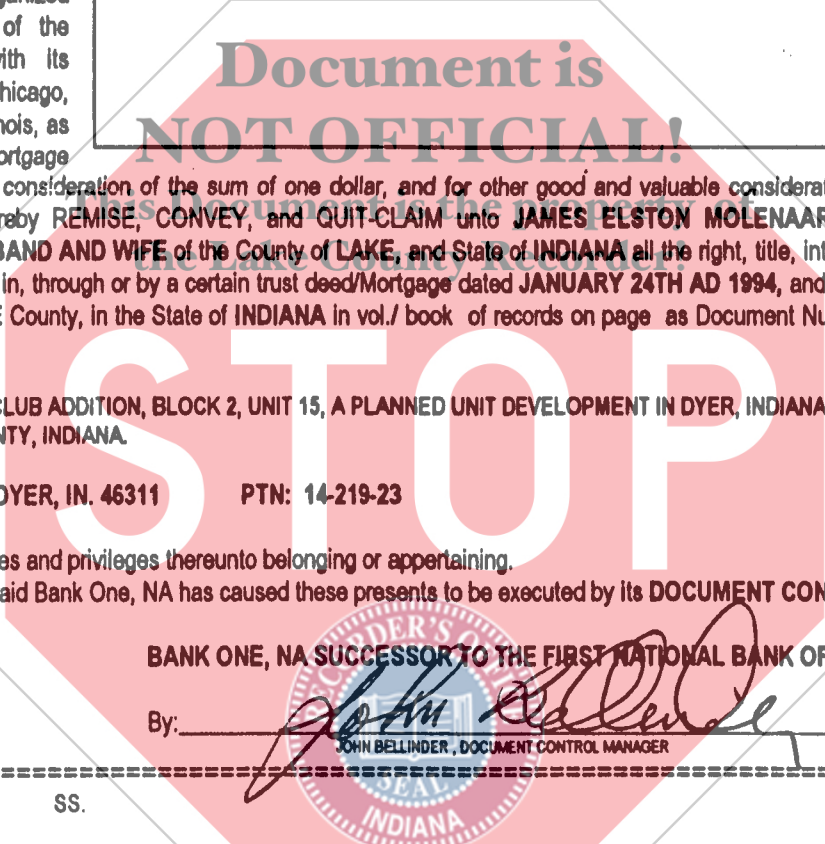 of the
with its
Chicago,
nois, as
ortgage
Document is
NOT OFFICIAL!
This Document is the property of
the Lake County Recorder!
consideration of the sum of one dollar, and for other good and valuable considerat
reby REMISE, CONVEY, and QUIT-CLAIM unto JAMES ELSTON MOLENAAR
BAND AND WIFE of the County of LAKE, and State of INDIANA all the right, title, int
in, through or by a certain trust deed/Mortgage dated JANUARY 24TH AD 1994, and
E County, in the State of INDIANA in vol./ book of records on page as Document Nu
STOP
CLUB ADDITION, BLOCK 2, UNIT 15, A PLANNED UNIT DEVELOPMENT IN DYER, INDIANA
NTY, INDIANA.
DYER, IN. 46311 PTN: 14-219-23
es and privileges thereunto belonging or appertaining.
aid Bank One, NA has caused these presents to be executed by its DOCUMENT CON
BANK ONE, NA SUCCESSOR TO THE FIRST NATIONAL BANK OF
By: John Bellinder
JOHN BELLINDER , DOCUMENT CONTROL MANAGER
RECORDER'S OFFI
SEAL
INDIANA
SS.